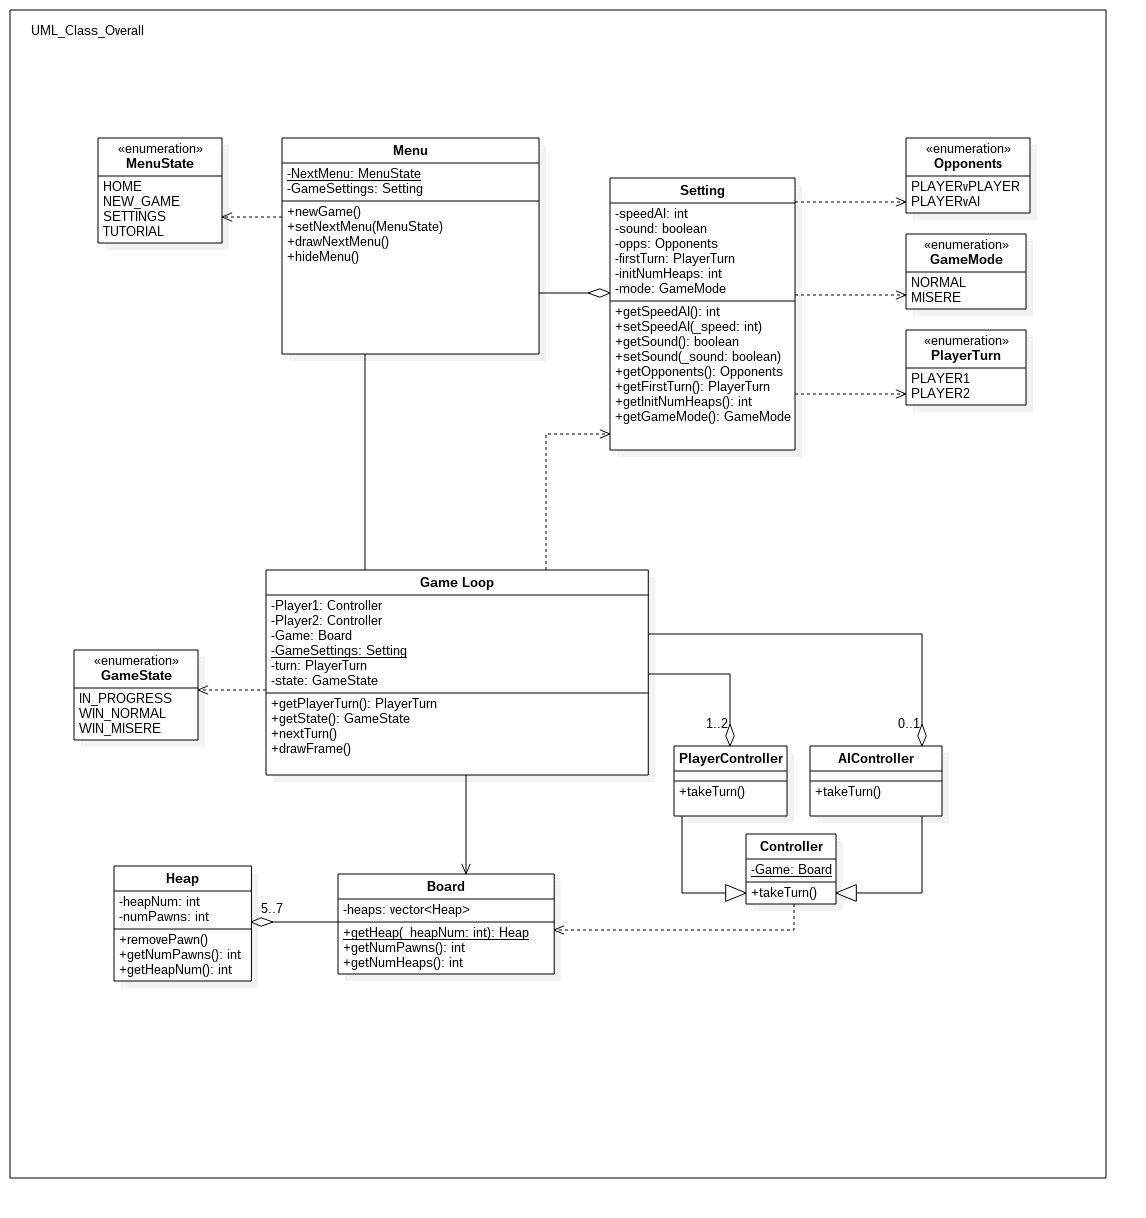 UML_Class_Overall
«enumeration»
MenuState
HOME
NEW_GAME
SETTINGS
TUTORIAL
Menu
-NextMenu: MenuState
-GameSettings: Setting
+newGame()
+setNextMenu(MenuState)
+drawNextMenu()
+hideMenu()
Setting
-speedAI: int
-sound: boolean
-opps: Opponents
-firstTurn: PlayerTurn
-initNumHeaps: int
-mode: GameMode
+getSpeedAI(): int
+setSpeedAI(_speed: int)
+getSound(): boolean
+setSound(_sound: boolean)
+getOpponents(): Opponents
+getFirstTurn(): PlayerTurn
+getInitNumHeaps(): int
+getGameMode(): GameMode
«enumeration»
Opponents
PLAYERvPLAYER
PLAYERvAI
«enumeration»
GameMode
NORMAL
MISERE
«enumeration»
PlayerTurn
PLAYER1
PLAYER2
Game Loop
-Player1: Controller
-Player2: Controller
-Game: Board
-GameSettings: Setting
-turn: PlayerTurn
-state: GameState
+getPlayerTurn(): PlayerTurn
+getState(): GameState
+nextTurn()
+drawFrame()
«enumeration»
GameState
IN_PROGRESS
WIN_NORMAL
WIN_MISERE
1..2
0..1
PlayerController
+takeTurn()
AIController
+takeTurn()
Controller
-Game: Board
+takeTurn()
Heap
-heapNum: int
-numPawns: int
+removePawn()
+getNumPawns(): int
+getHeapNum(): int
5..7
Board
-heaps: vector<Heap>
+getHeap(_heapNum: int): Heap
+getNumPawns(): int
+getNumHeaps(): int